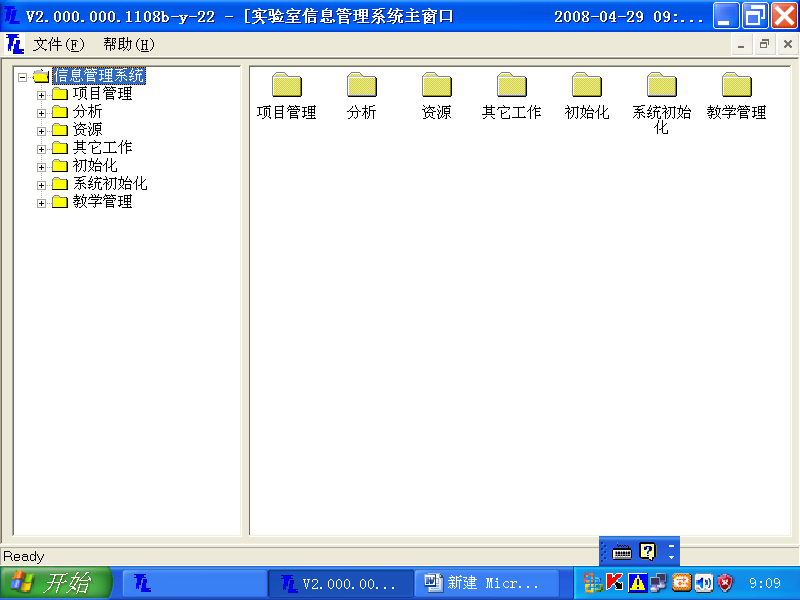 V2.000.000.1108b-y-22 - [实验室信息管理系统主窗口 2008-04-29 09:...
文件(F) 帮助(H)
信息管理系统
项目管理
分析
资源
其它工作
初始化
系统初始化
教学管理
项目管理 分析 资源 其它工作 初始化 系统初始化 教学管理
Ready
开始 V2.000.00... 新建 Micr... 9:09